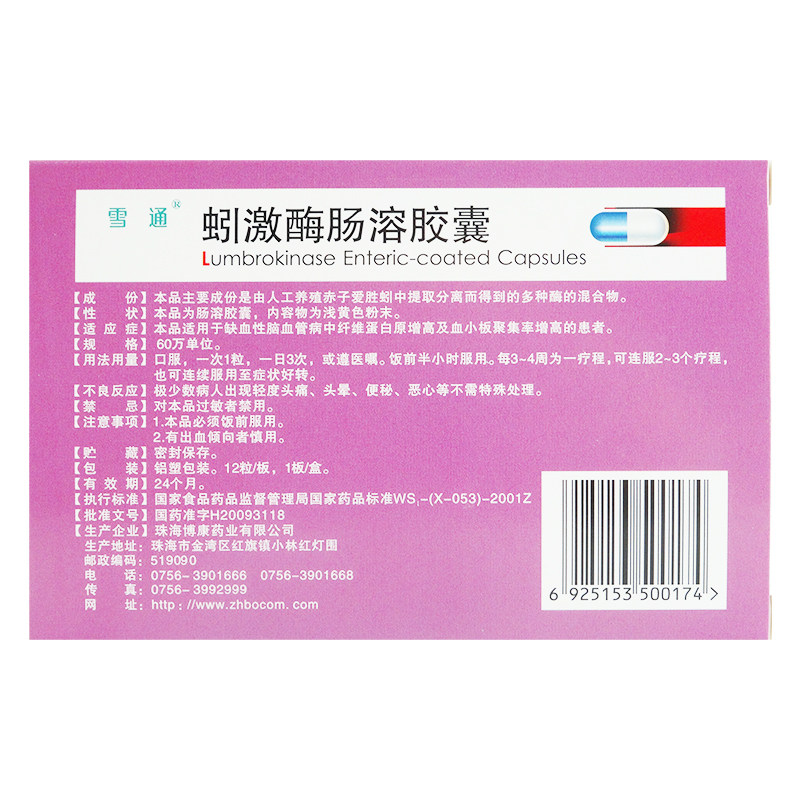 雪通®
蚓激酶肠溶胶囊
Lumbrokinase Enteric-coated Capsules
【成份】本品主要成份是由人工养殖赤子爱胜蚓中提取分离而得到的多种酶的混合物。
【性状】本品为肠溶胶囊，内容物为浅黄色粉末。
【适应症】本品适用于缺血性脑血管病中纤维蛋白原增高及血小板聚集率增高的患者。
【规格】60万单位。
【用法用量】口服，一次1粒，一日3次，或遵医嘱。饭前半小时服用。每3~4周为一疗程，可连服2~3个疗程，
也可连续服用至症状好转。
【不良反应】极少数病人出现轻度头痛、头晕、便秘、恶心等不需特殊处理。
【禁忌】对本品过敏者禁用。
【注意事项】1.本品必须饭前服用。
2.有出血倾向者慎用。
【贮藏】密封保存。
【包装】铝塑包装。12粒/板，1板/盒。
【有效期】24个月。
【执行标准】国家食品药品监督管理局国家药品标准WS₁-(X-053)-2001Z
【批准文号】国药准字H20093118
【生产企业】珠海博康药业有限公司
生产地址：珠海市金湾区红旗镇小林红灯围
邮政编码：519090
电话：0756-3901666 0756-3901668
传真：0756-3992999
网址：http://www.zhbocom.com
6 925153 500174 >